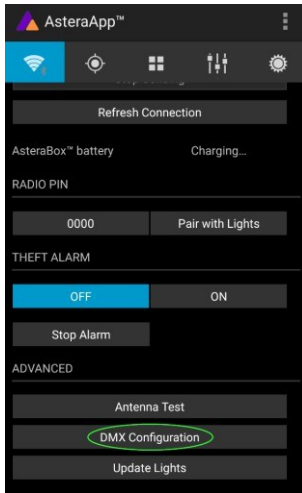 AsteraApp™
Refresh Connection
AsteraBox™ battery Charging...
RADIO PIN
0000 Pair with Lights
THEFT ALARM
OFF ON
Stop Alarm
ADVANCED
Antenna Test
DMX Configuration
Update Lights